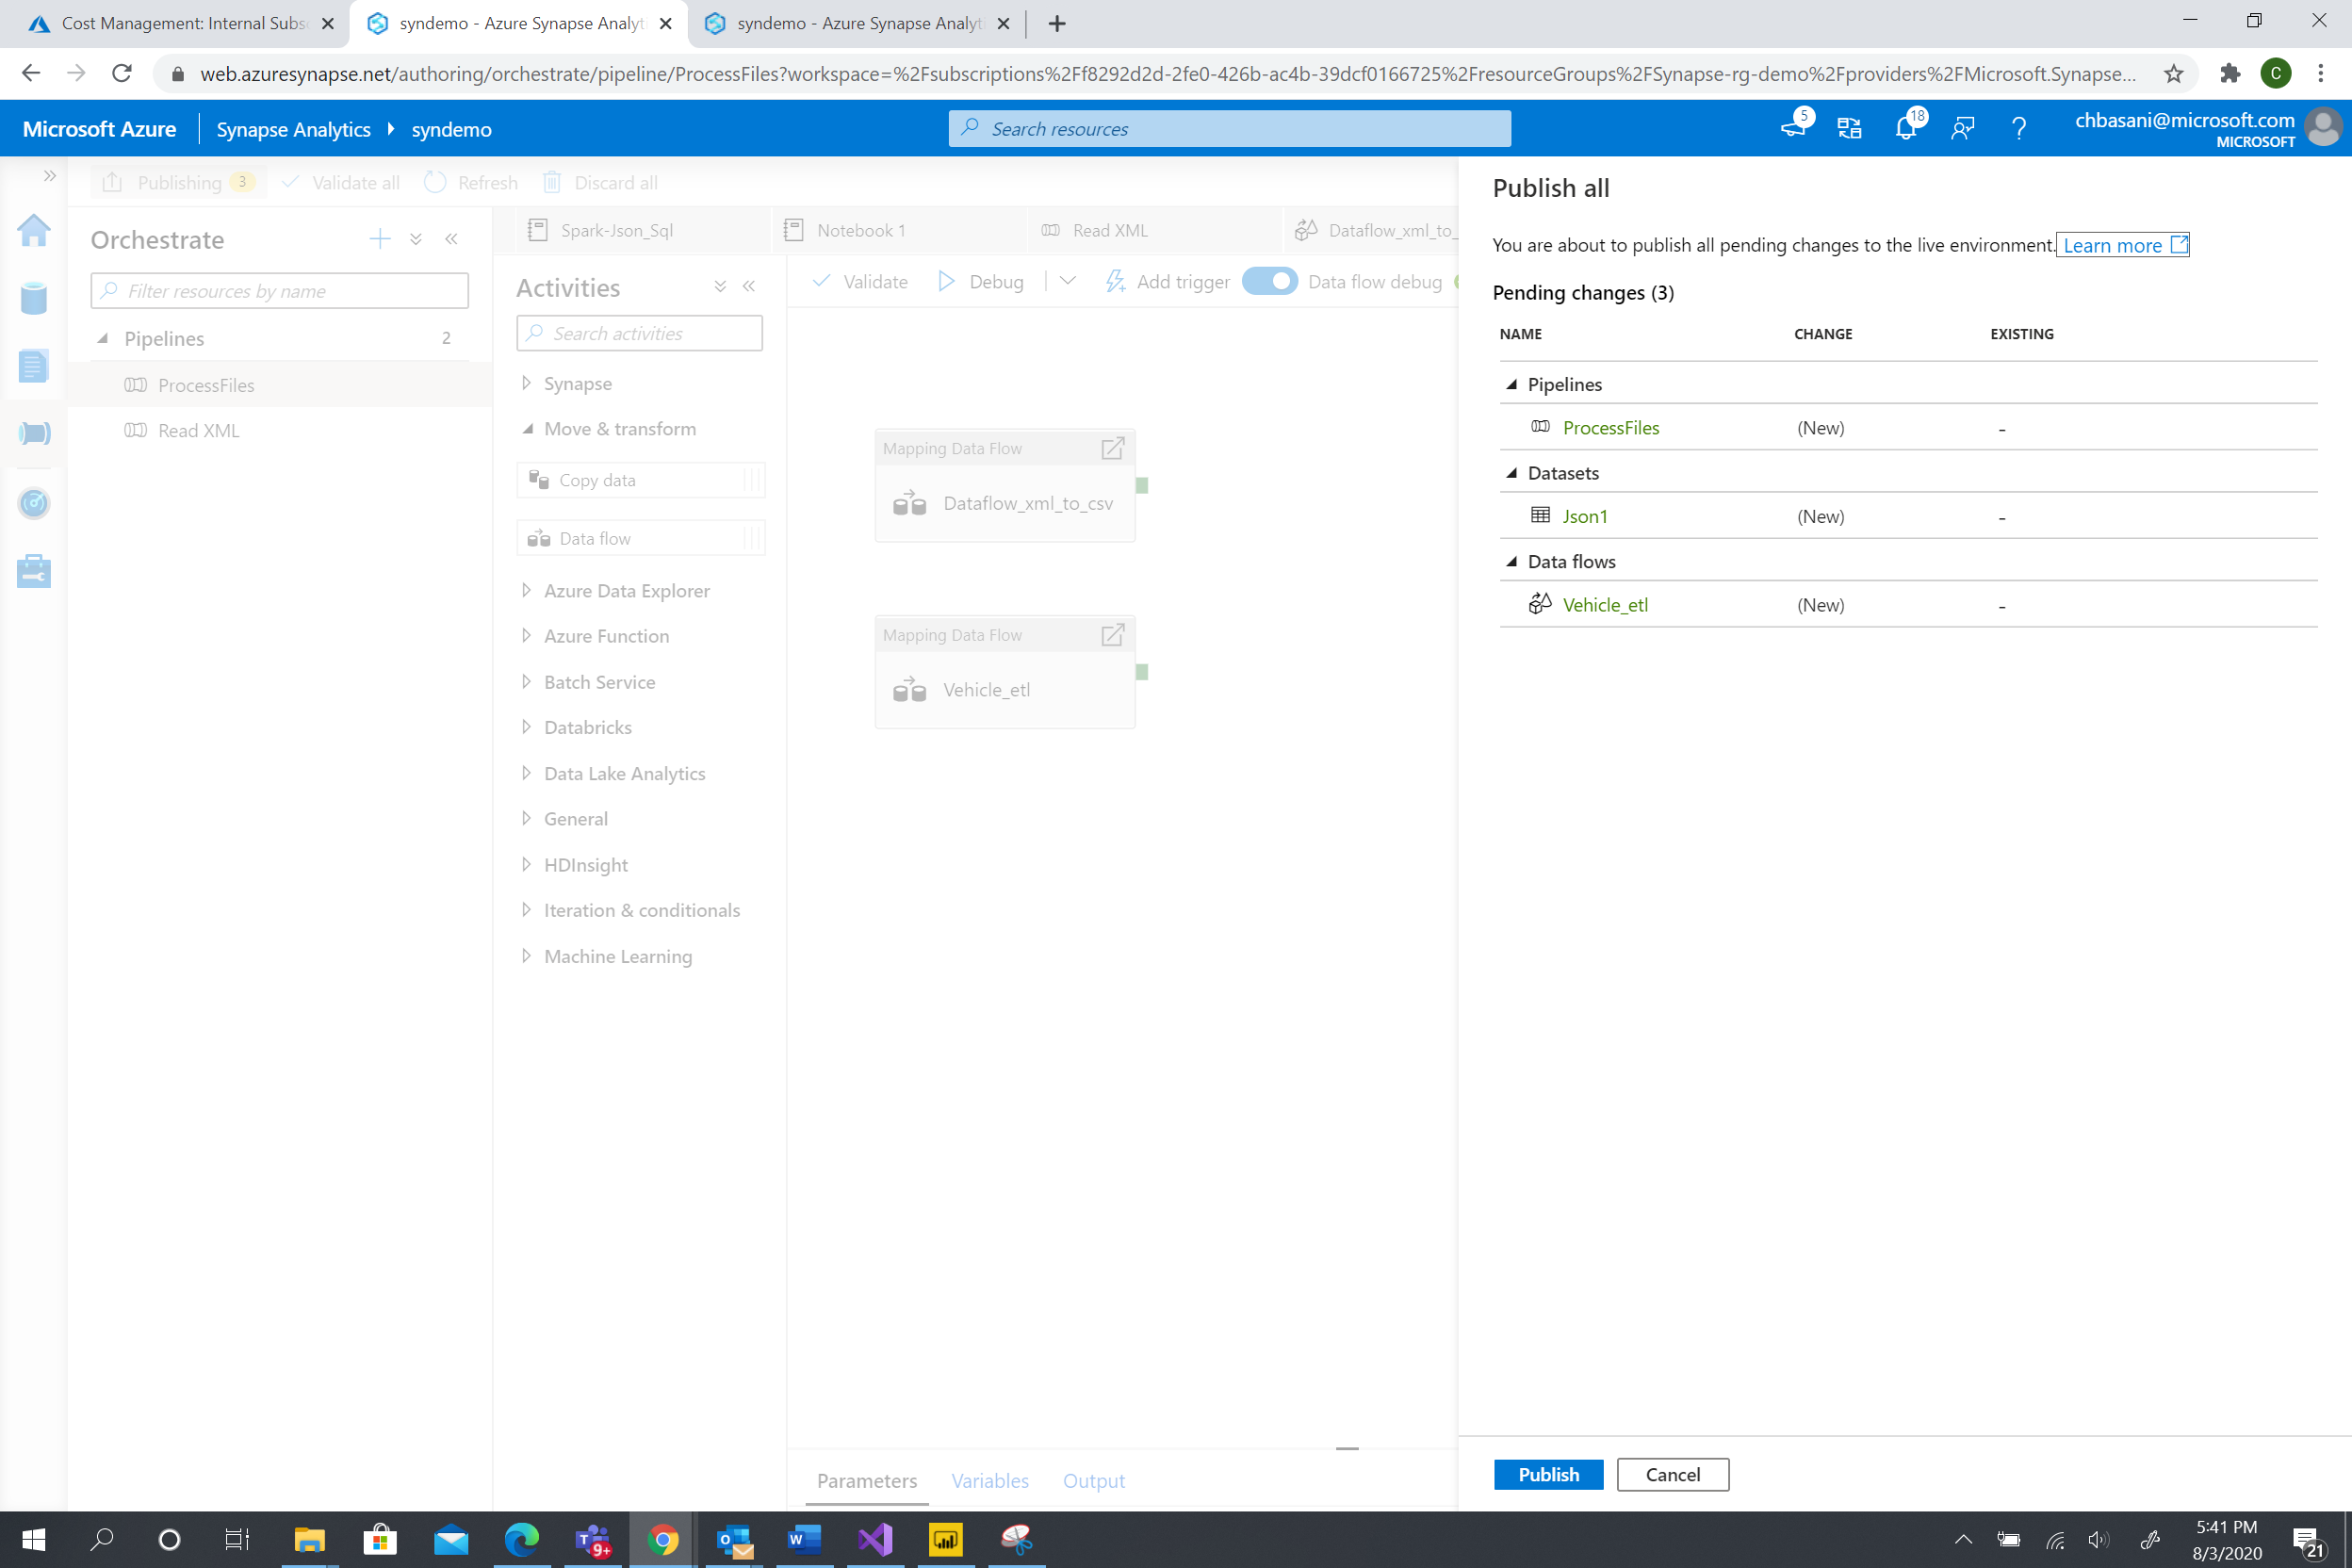 Cost Management: Internal Subs
syndemo - Azure Synapse Analyt
syndemo - Azure Synapse Analyt
web.azuresynapse.net/authoring/orchestrate/pipeline/ProcessFiles?workspace=%2Fsubscriptions%2Ff8292d2d-2fe0-426b-ac4b-39dcf0166725%2FresourceGroups%2FSynapse-rg-demo%2Fproviders%2FMicrosoft.Synapse...
C
Microsoft Azure
Synapse Analytics
syndemo
Search resources
5
18
chbasani@microsoft.com
MICROSOFT
Publishing 3
Validate all
Refresh
Discard all
Orchestrate
Filter resources by name
Pipelines 2
ProcessFiles
Read XML
Spark-Json_Sql
Notebook 1
Read XML
Dataflow_xml_to_
Activities
Search activities
Synapse
Move & transform
Copy data
Data flow
Azure Data Explorer
Azure Function
Batch Service
Databricks
Data Lake Analytics
General
HDInsight
Iteration & conditionals
Machine Learning
Validate
Debug
Add trigger
Data flow debug
Mapping Data Flow
Dataflow_xml_to_csv
Mapping Data Flow
Vehicle_etl
Parameters
Variables
Output
Publish all
You are about to publish all pending changes to the live environment. Learn more
Pending changes (3)
NAME CHANGE EXISTING
Pipelines
ProcessFiles (New) -
Datasets
Json1 (New) -
Data flows
Vehicle_etl (New) -
Publish
Cancel
9+
5:41 PM
8/3/2020
21